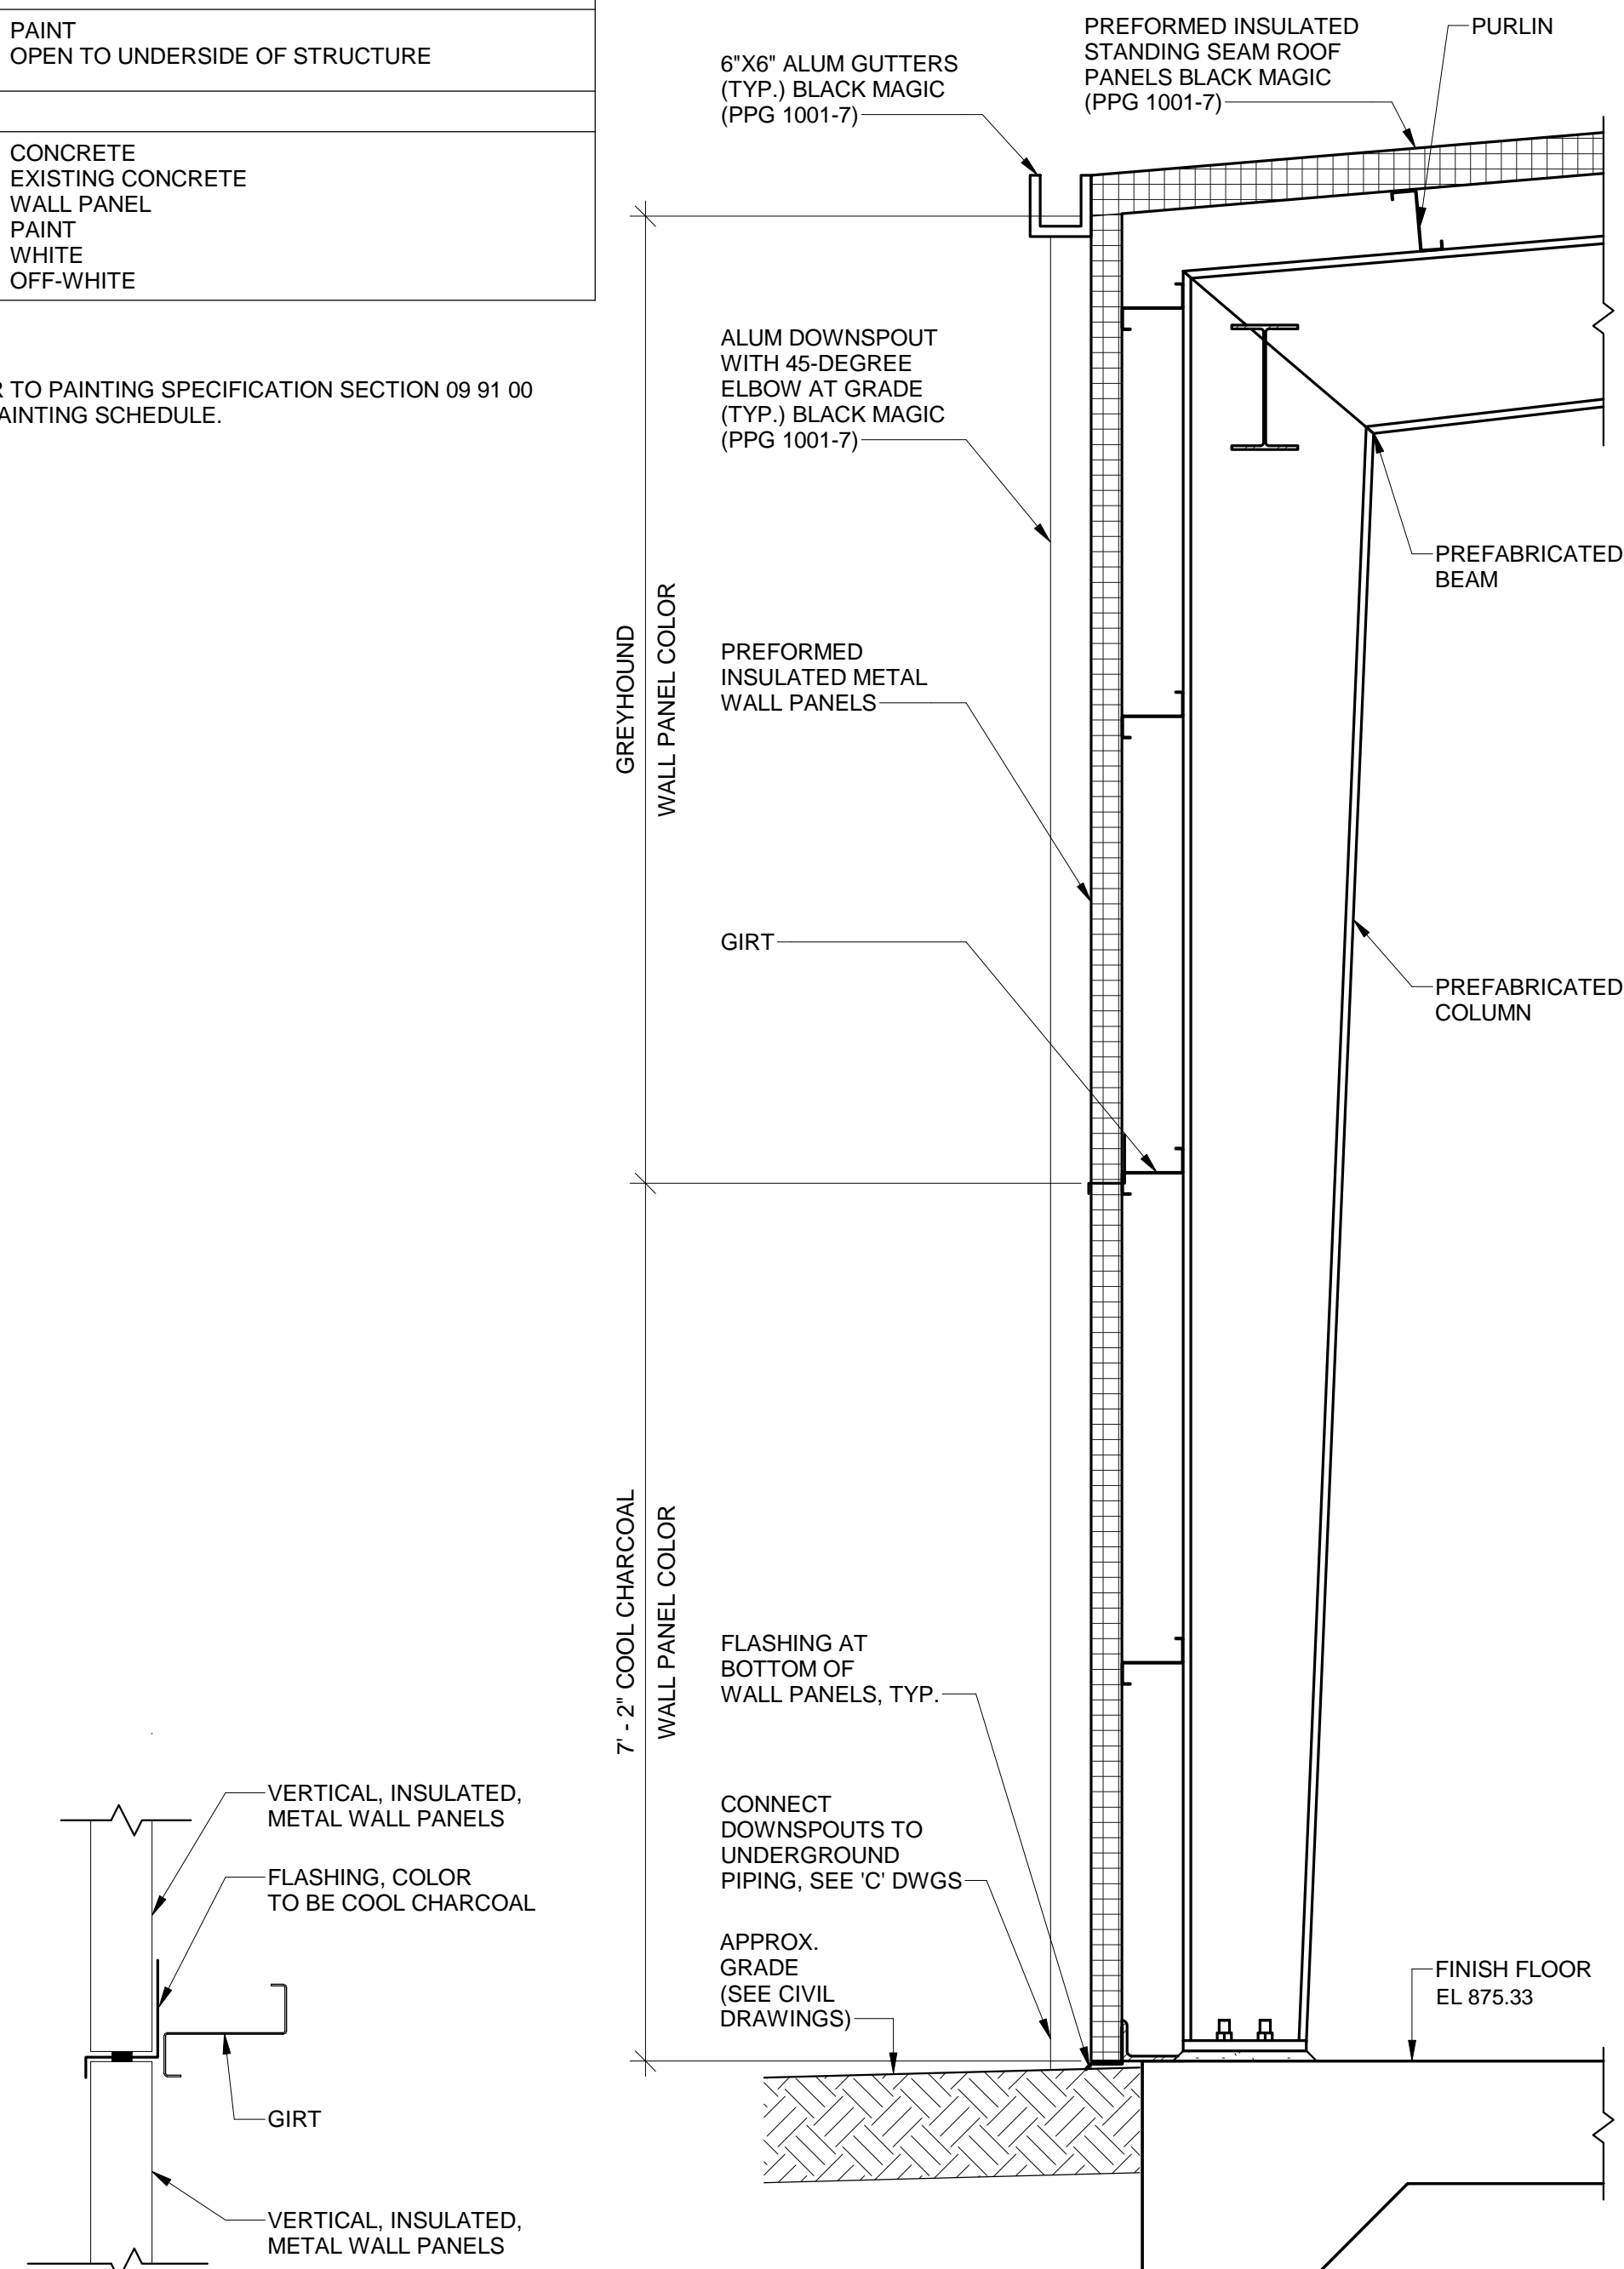 PAINT
OPEN TO UNDERSIDE OF STRUCTURE
CONCRETE
EXISTING CONCRETE
WALL PANEL
PAINT
WHITE
OFF-WHITE
R TO PAINTING SPECIFICATION SECTION 09 91 00
AINTING SCHEDULE.
6"X6" ALUM GUTTERS
(TYP.) BLACK MAGIC
(PPG 1001-7)
PREFORMED INSULATED
STANDING SEAM ROOF
PANELS BLACK MAGIC
(PPG 1001-7)
PURLIN
ALUM DOWNSPOUT
WITH 45-DEGREE
ELBOW AT GRADE
(TYP.) BLACK MAGIC
(PPG 1001-7)
PREFABRICATED
BEAM
GREYHOUND
WALL PANEL COLOR
PREFORMED
INSULATED METAL
WALL PANELS
GIRT
PREFABRICATED
COLUMN
7' - 2" COOL CHARCOAL
WALL PANEL COLOR
FLASHING AT
BOTTOM OF
WALL PANELS, TYP.
CONNECT
DOWNSPOUTS TO
UNDERGROUND
PIPING, SEE 'C' DWGS
APPROX.
GRADE
(SEE CIVIL
DRAWINGS)
FINISH FLOOR
EL 875.33
VERTICAL, INSULATED,
METAL WALL PANELS
FLASHING, COLOR
TO BE COOL CHARCOAL
GIRT
VERTICAL, INSULATED,
METAL WALL PANELS